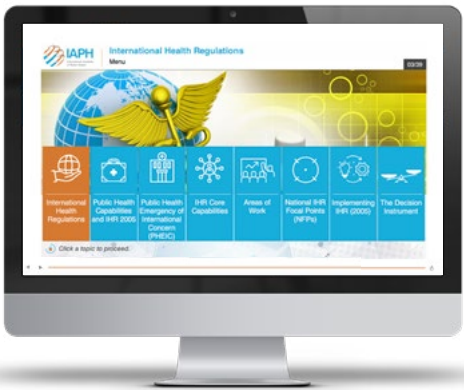 IAPH
International Health Regulations
Menu
03/39
International
Health
Regulations
Public Health
Capabilities
and IHR 2005
Public Health
Emergency of
International
Concern
(PHEIC)
IHR Core
Capabilities
Areas of
Work
National IHR
Focal Points
(NFPs)
Implementing
IHR (2005)
The Decision
Instrument
Click a topic to proceed.